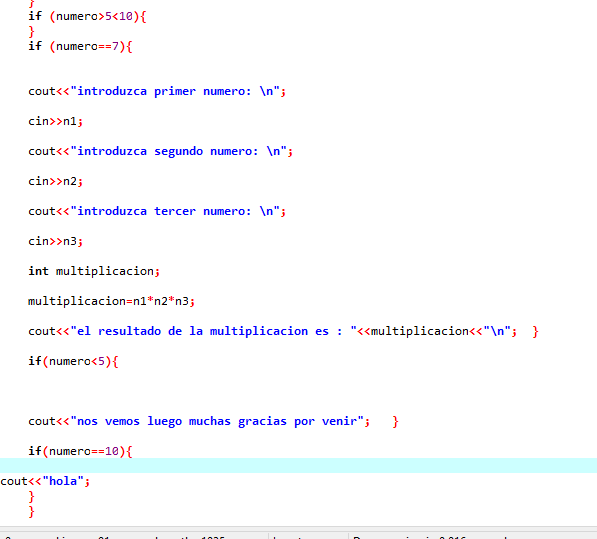 }
if (numero>5<10){
}
if (numero==7){
cout<<"introduzca primer numero: \n";
cin>>n1;
cout<<"introduzca segundo numero: \n";
cin>>n2;
cout<<"introduzca tercer numero: \n";
cin>>n3;
int multiplicacion;
multiplicacion=n1*n2*n3;
cout<<"el resultado de la multiplicacion es : "<<multiplicacion<<"\n"; }
if(numero<5){
cout<<"nos vemos luego muchas gracias por venir"; }
if(numero==10){
cout<<"hola";
}
}